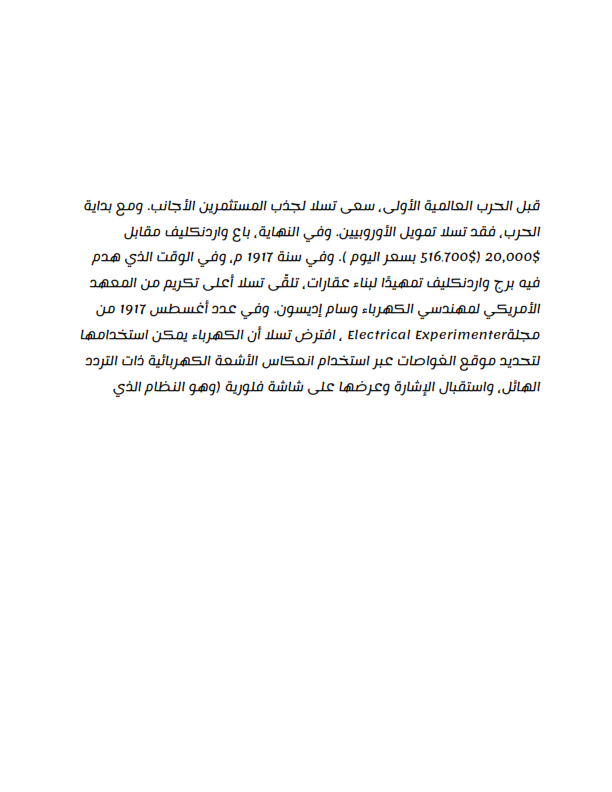 قبل الحرب العالمية الأولى، سعى تسلا لجذب المستثمرين الأجانب. ومع بداية
الحرب، فقد تسلا تمويل الأوروبيين. وفي النهاية، باع واردنكليف مقابل
20,000$ (516.700$ بسعر اليوم ). وفي سنة 1917 م، وفي الوقت الذي هدم
فيه برج واردنكليف تمهيدًا لبناء عقارات، تلقّى تسلا أعلى تكريم من المعهد
الأمريكي لمهندسي الكهرباء وسام إديسون. وفي عدد أغسطس 1917 من
مجلةElectrical Experimenter ، افترض تسلا أن الكهرباء يمكن استخدامها
لتحديد موقع الغواصات عبر استخدام انعكاس الأشعة الكهربائية ذات التردد
الهائل، واستقبال الإشارة وعرضها على شاشة فلورية (وهو النظام الذي